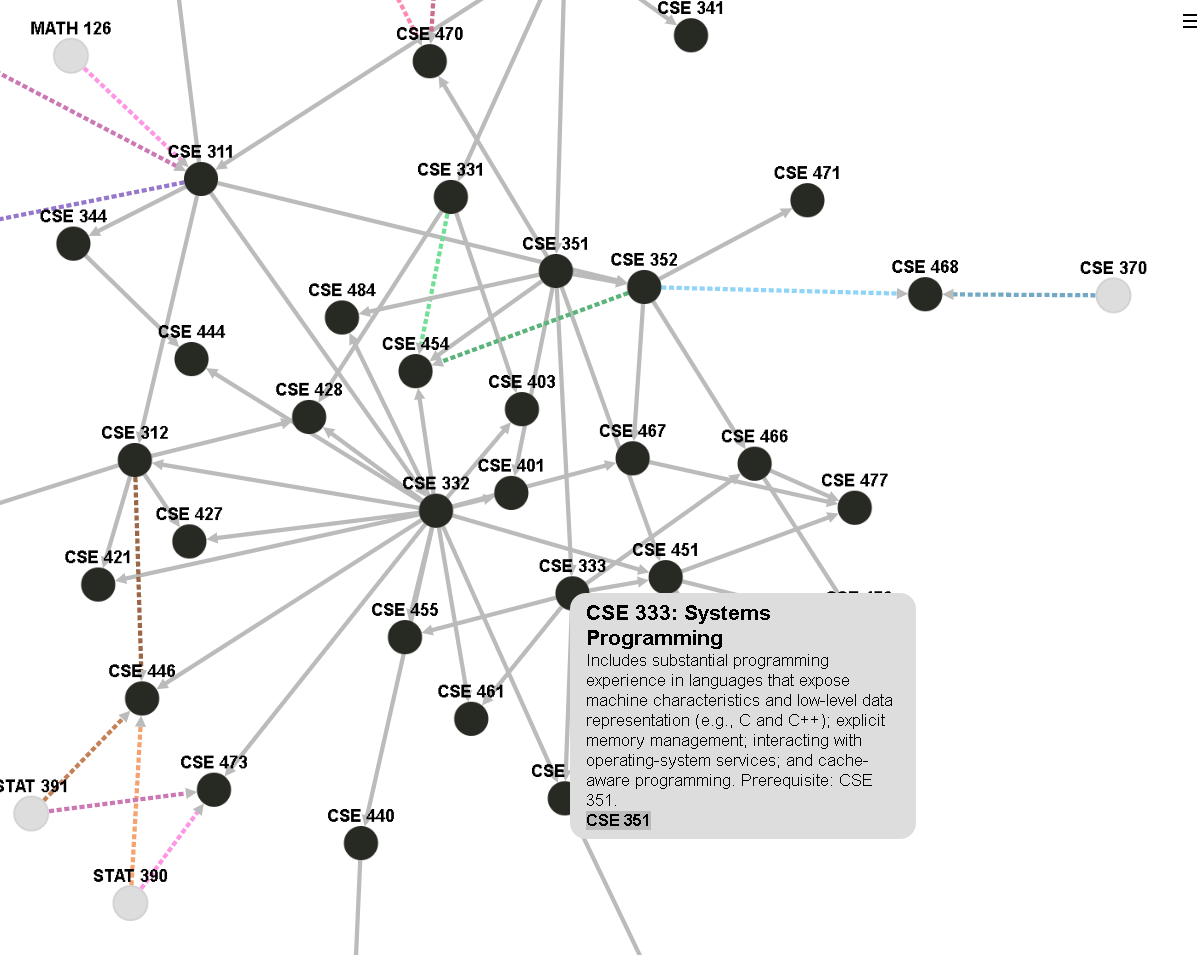 CSE 341
MATH 126
CSE 470
CSE 311
CSE 331
CSE 471
CSE 344
CSE 351
CSE 352
CSE 468
CSE 370
CSE 484
CSE 444
CSE 454
CSE 428
CSE 403
CSE 312
CSE 467
CSE 466
CSE 401
CSE 332
CSE 477
CSE 427
CSE 421
CSE 451
CSE 333
CSE 455
CSE 333: Systems
Programming
Includes substantial programming
experience in languages that expose
machine characteristics and low-level data
representation (e.g., C and C++); explicit
memory management; interacting with
operating-system services; and cache-
aware programming. Prerequisite: CSE
351.
CSE 351
CSE 446
CSE 461
CSE 473
CSE
STAT 391
CSE 440
STAT 390